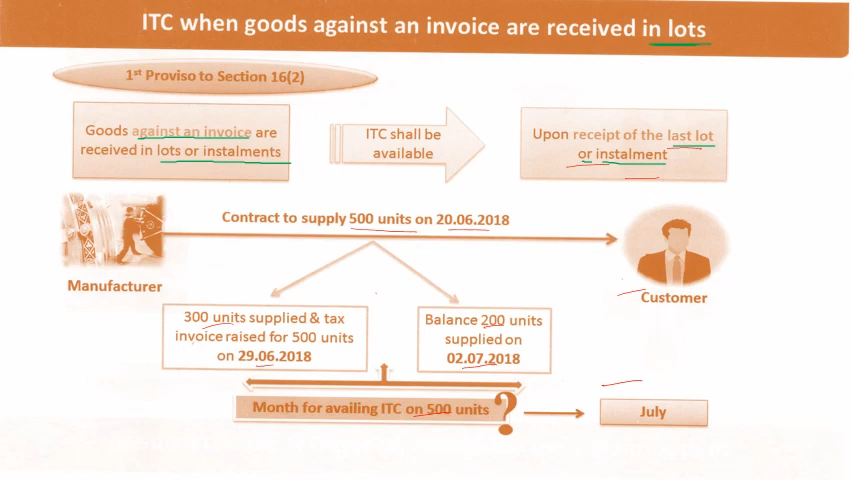 ITC when goods against an invoice are received in lots
1st Proviso to Section 16(2)
Goods against an invoice are
received in lots or instalments
ITC shall be
available
Upon receipt of the last lot
or instalment
Contract to supply 500 units on 20.06.2018
Manufacturer
Customer
300 units supplied & tax
invoice raised for 500 units
on 29.06.2018
Balance 200 units
supplied on
02.07.2018
Month for availing ITC on 500 units ?
July